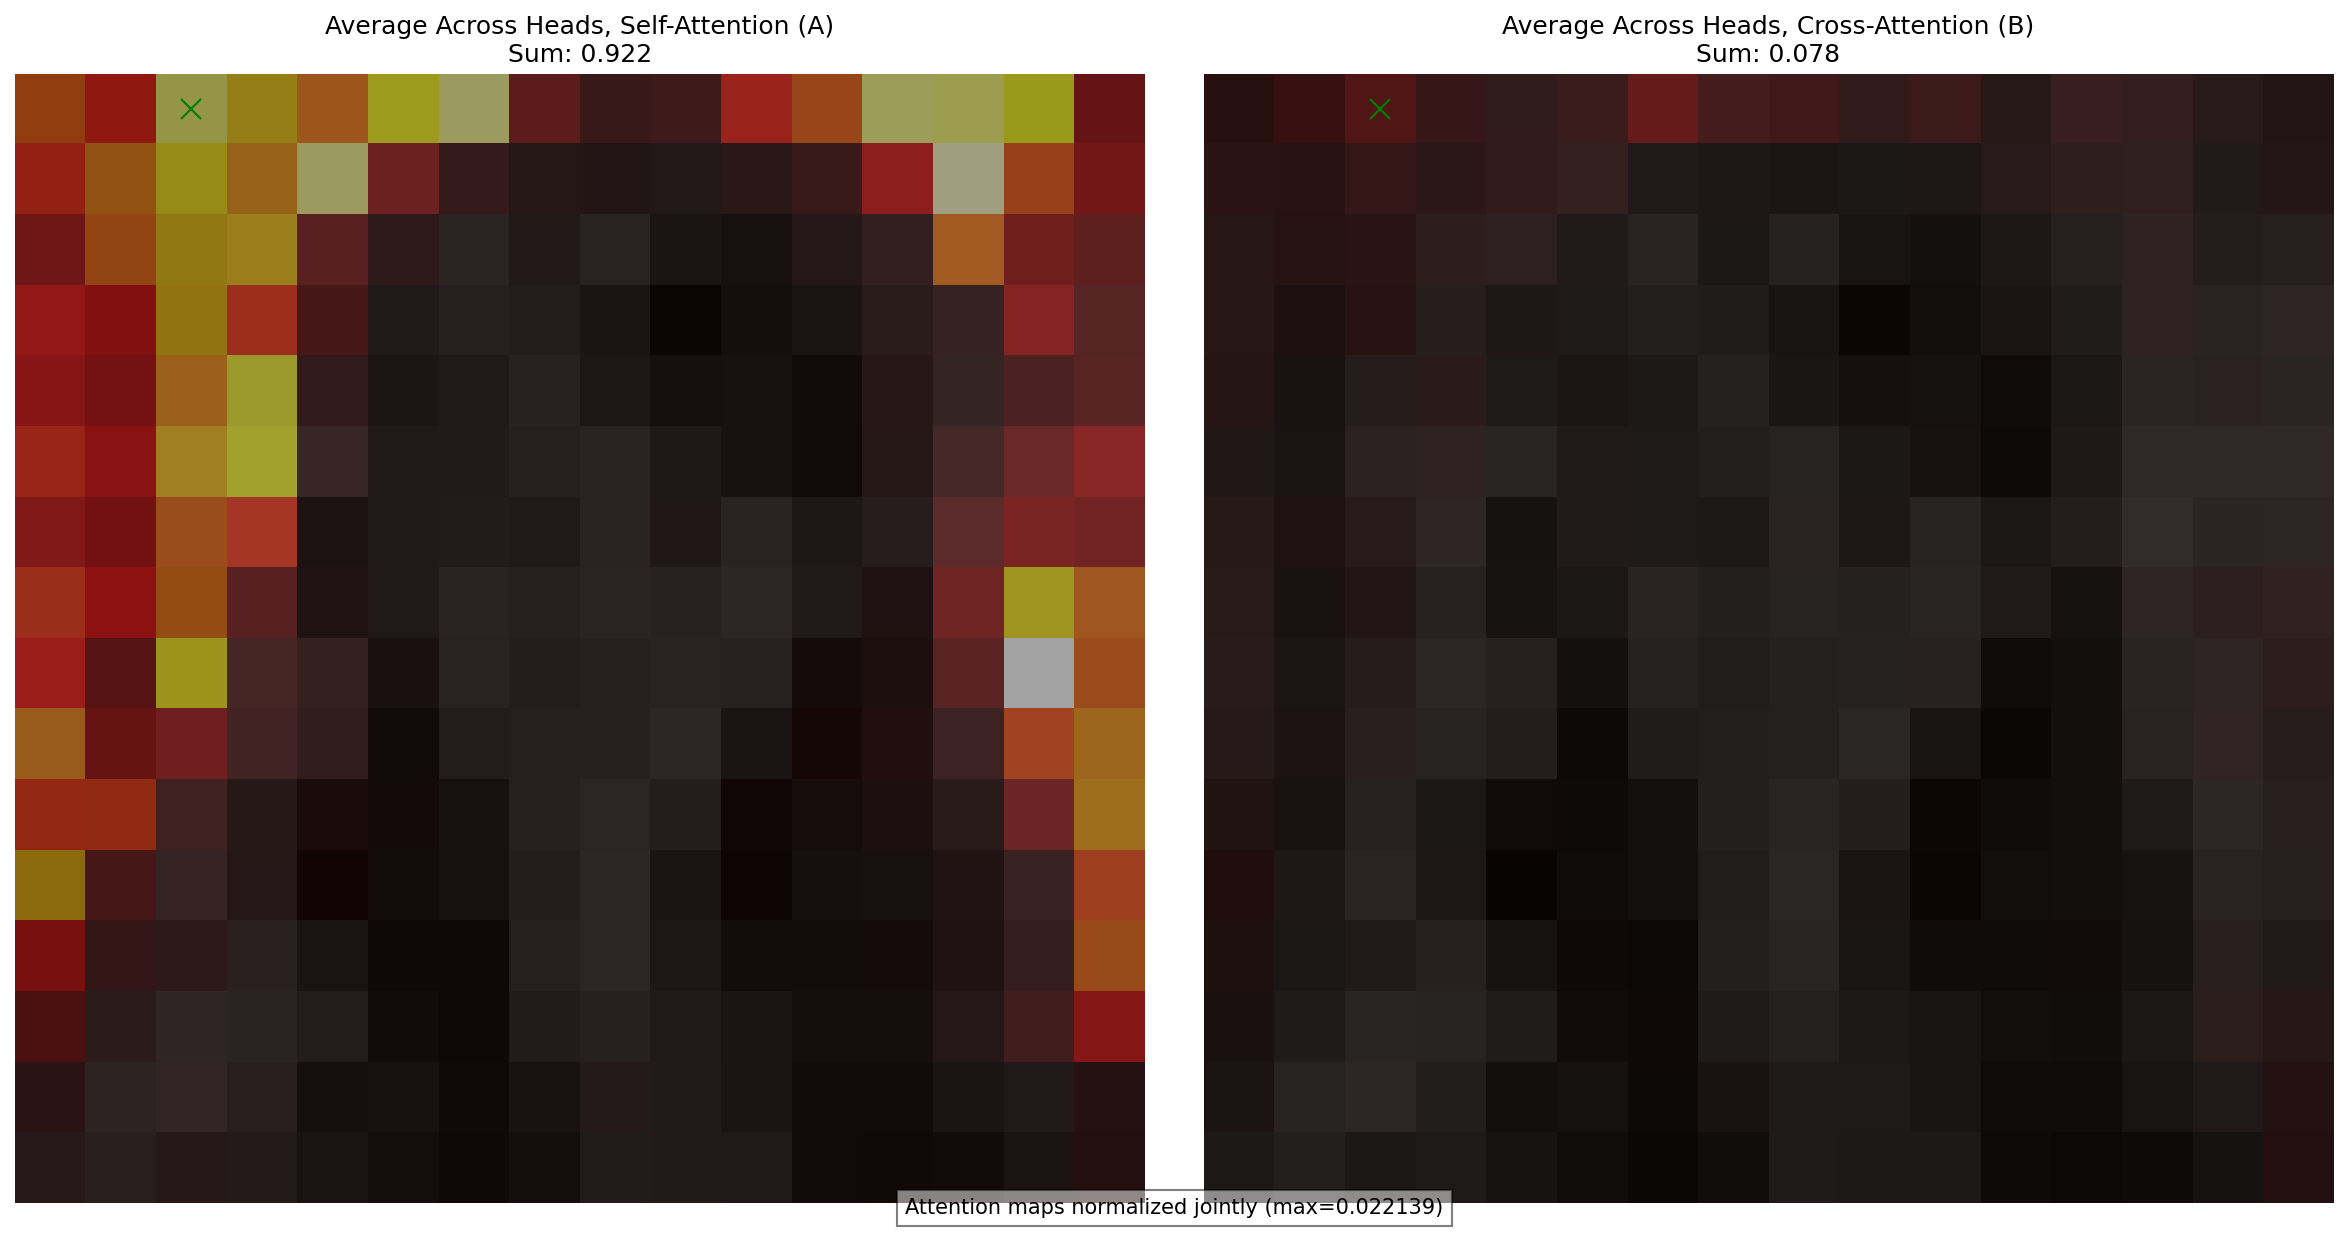 Average Across Heads, Self-Attention (A)
Sum: 0.922
Average Across Heads, Cross-Attention (B)
Sum: 0.078
Attention maps normalized jointly (max=0.022139)